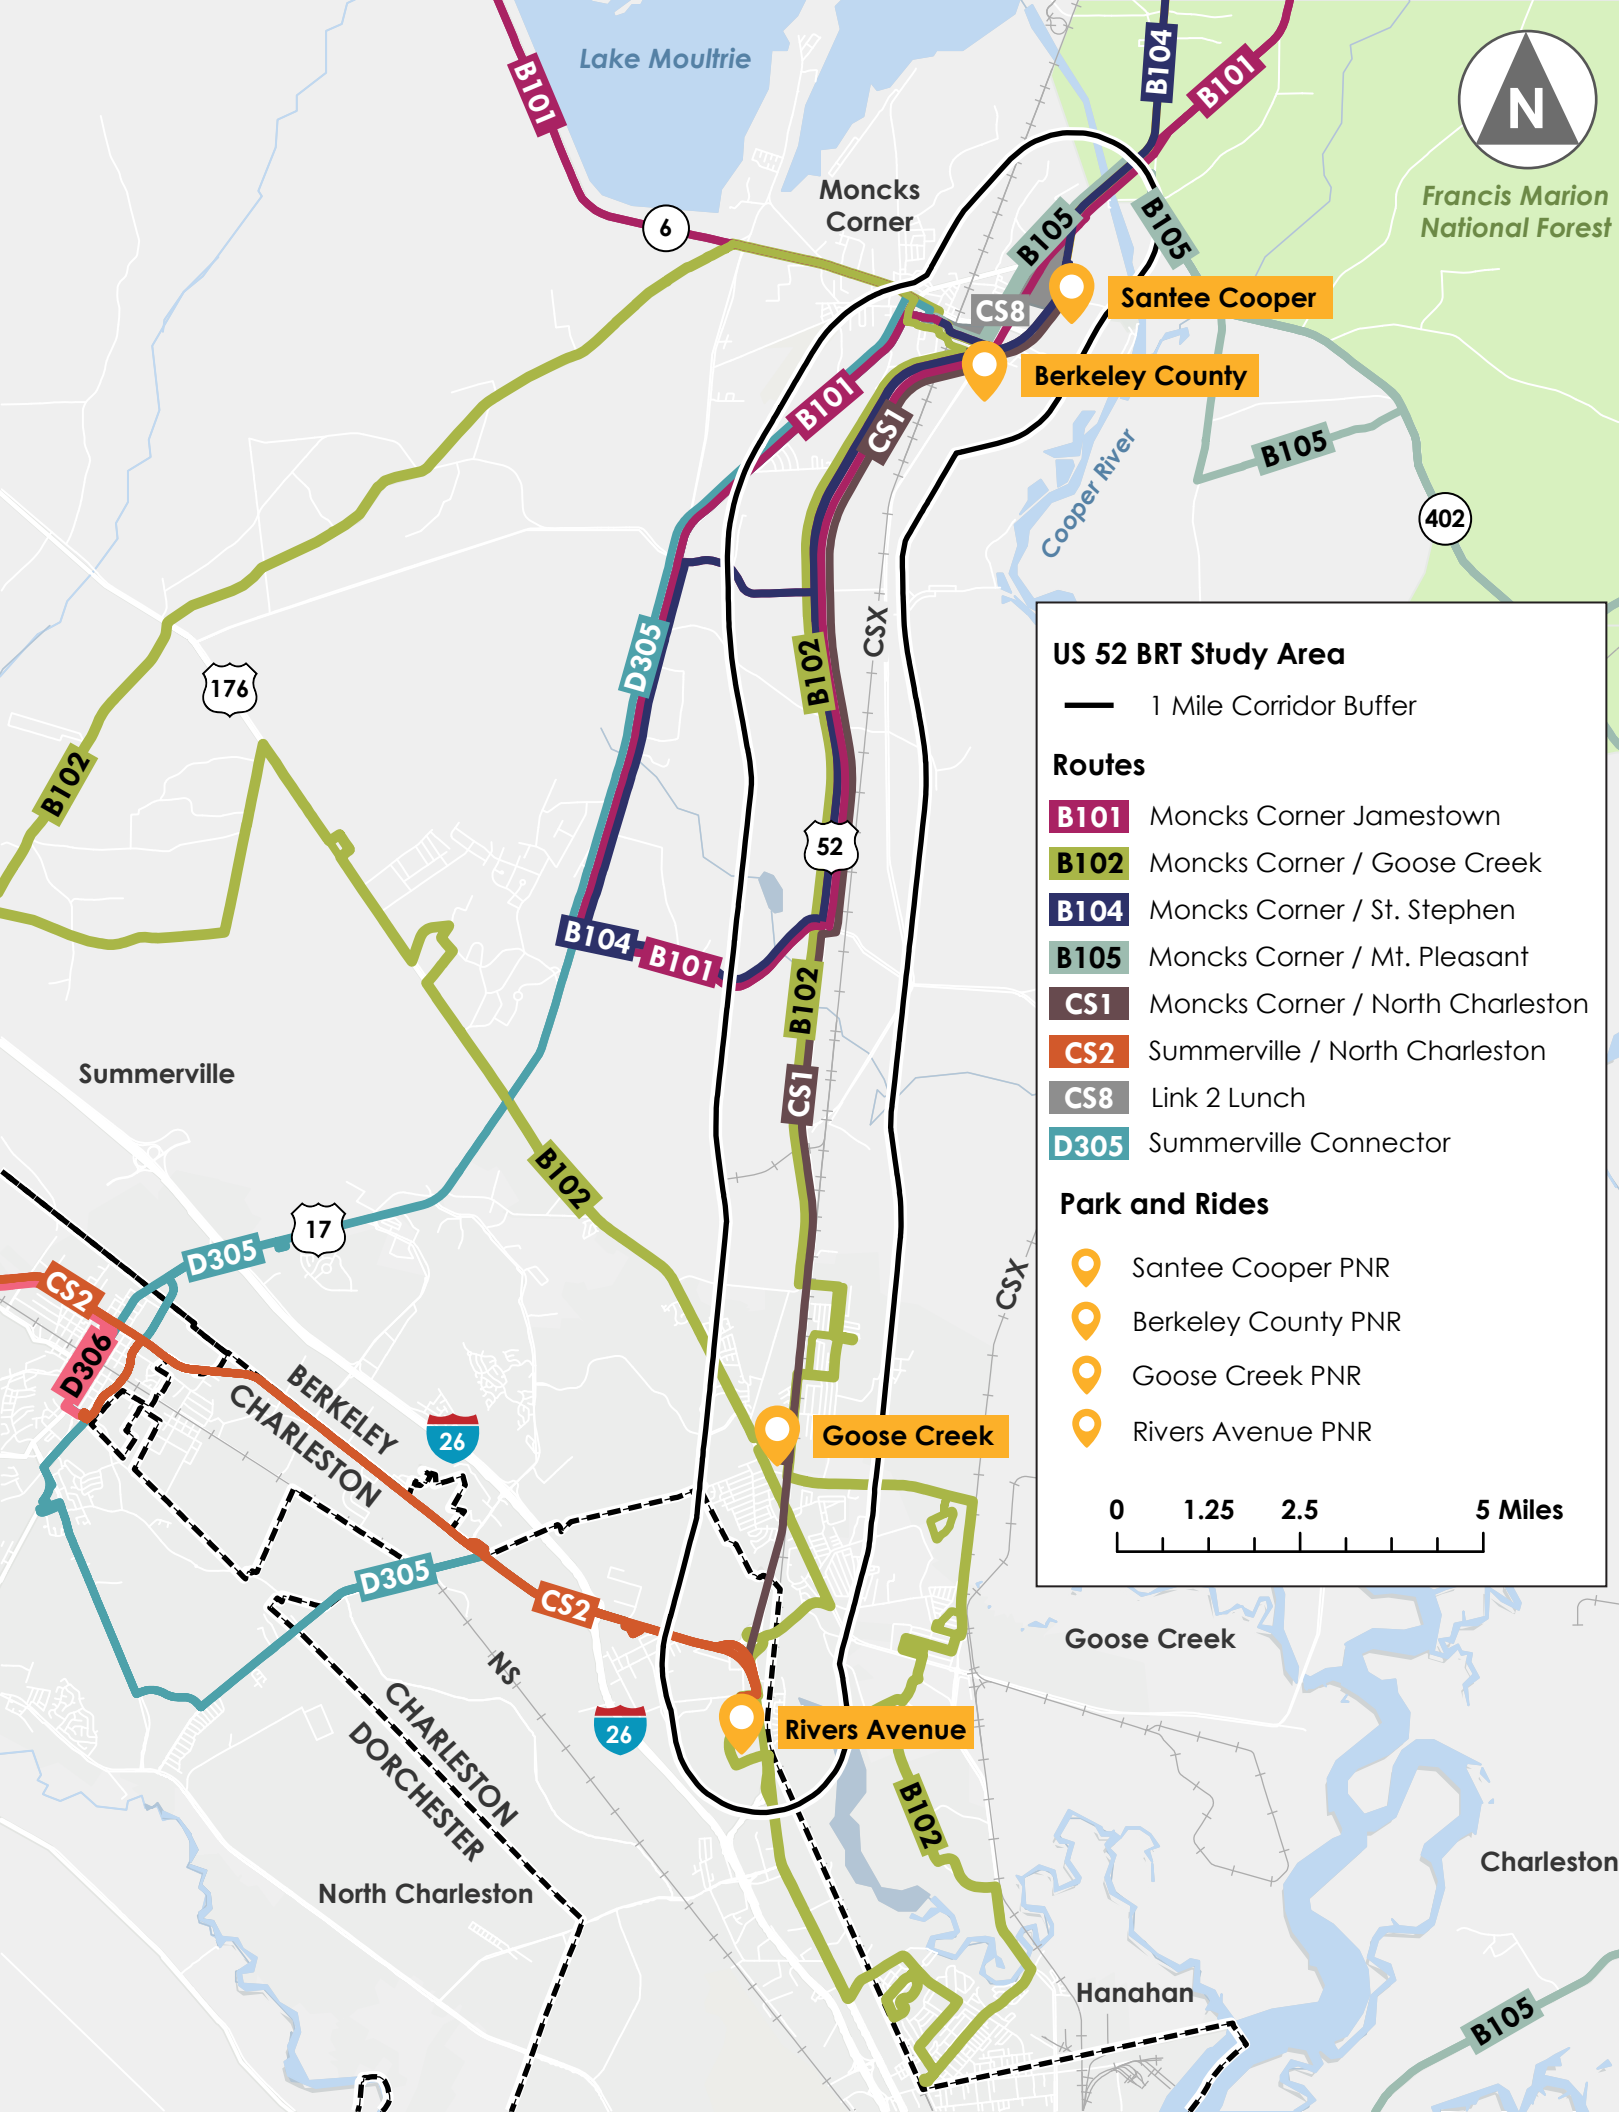 Lake Moultrie
B101
B104
B101
N
Francis Marion
National Forest
Moncks
Corner
6
B105
B105
Santee Cooper
CS8
Berkeley County
B101
CS1
B105
Cooper River
402
CSX
D305
B102
176
B102
52
B104
B101
B102
CS1
Summerville
B102
17
D305
CS2
D306
CSX
BERKELEY
CHARLESTON
26
Goose Creek
D305
CS2
NS
26
Rivers Avenue
CHARLESTON
DORCHESTER
B102
North Charleston
Goose Creek
Charleston
Hanahan
B105
US 52 BRT Study Area
1 Mile Corridor Buffer
Routes
B101 Moncks Corner Jamestown
B102 Moncks Corner / Goose Creek
B104 Moncks Corner / St. Stephen
B105 Moncks Corner / Mt. Pleasant
CS1 Moncks Corner / North Charleston
CS2 Summerville / North Charleston
CS8 Link 2 Lunch
D305 Summerville Connector
Park and Rides
Santee Cooper PNR
Berkeley County PNR
Goose Creek PNR
Rivers Avenue PNR
0 1.25 2.5 5 Miles